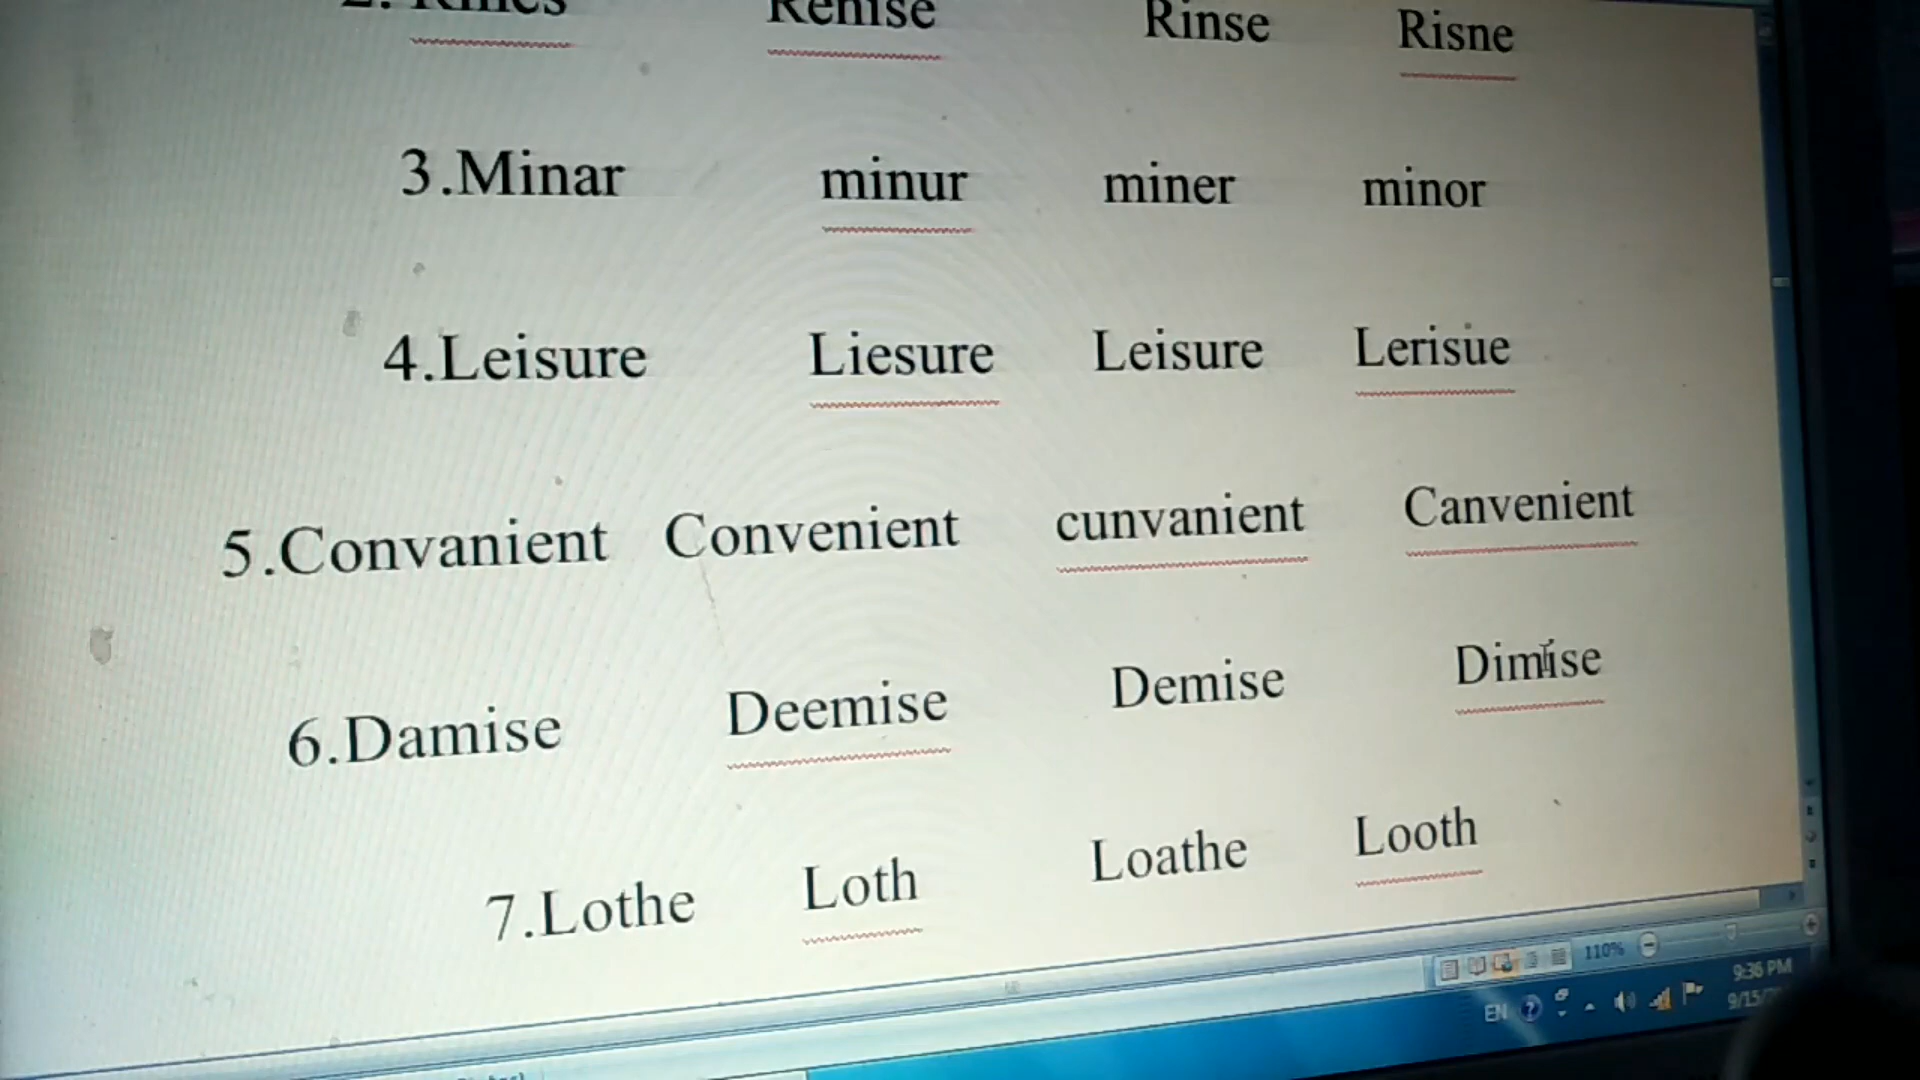 Rinse Risne
3.Minar minur miner minor
4.Leisure Liesure Leisure Lerisue
5.Convanient Convenient cunvanient Canvenient
6.Damise Deemise Demise Dimise
7.Lothe Loth Loathe Looth
110%
9:36 PM
EN